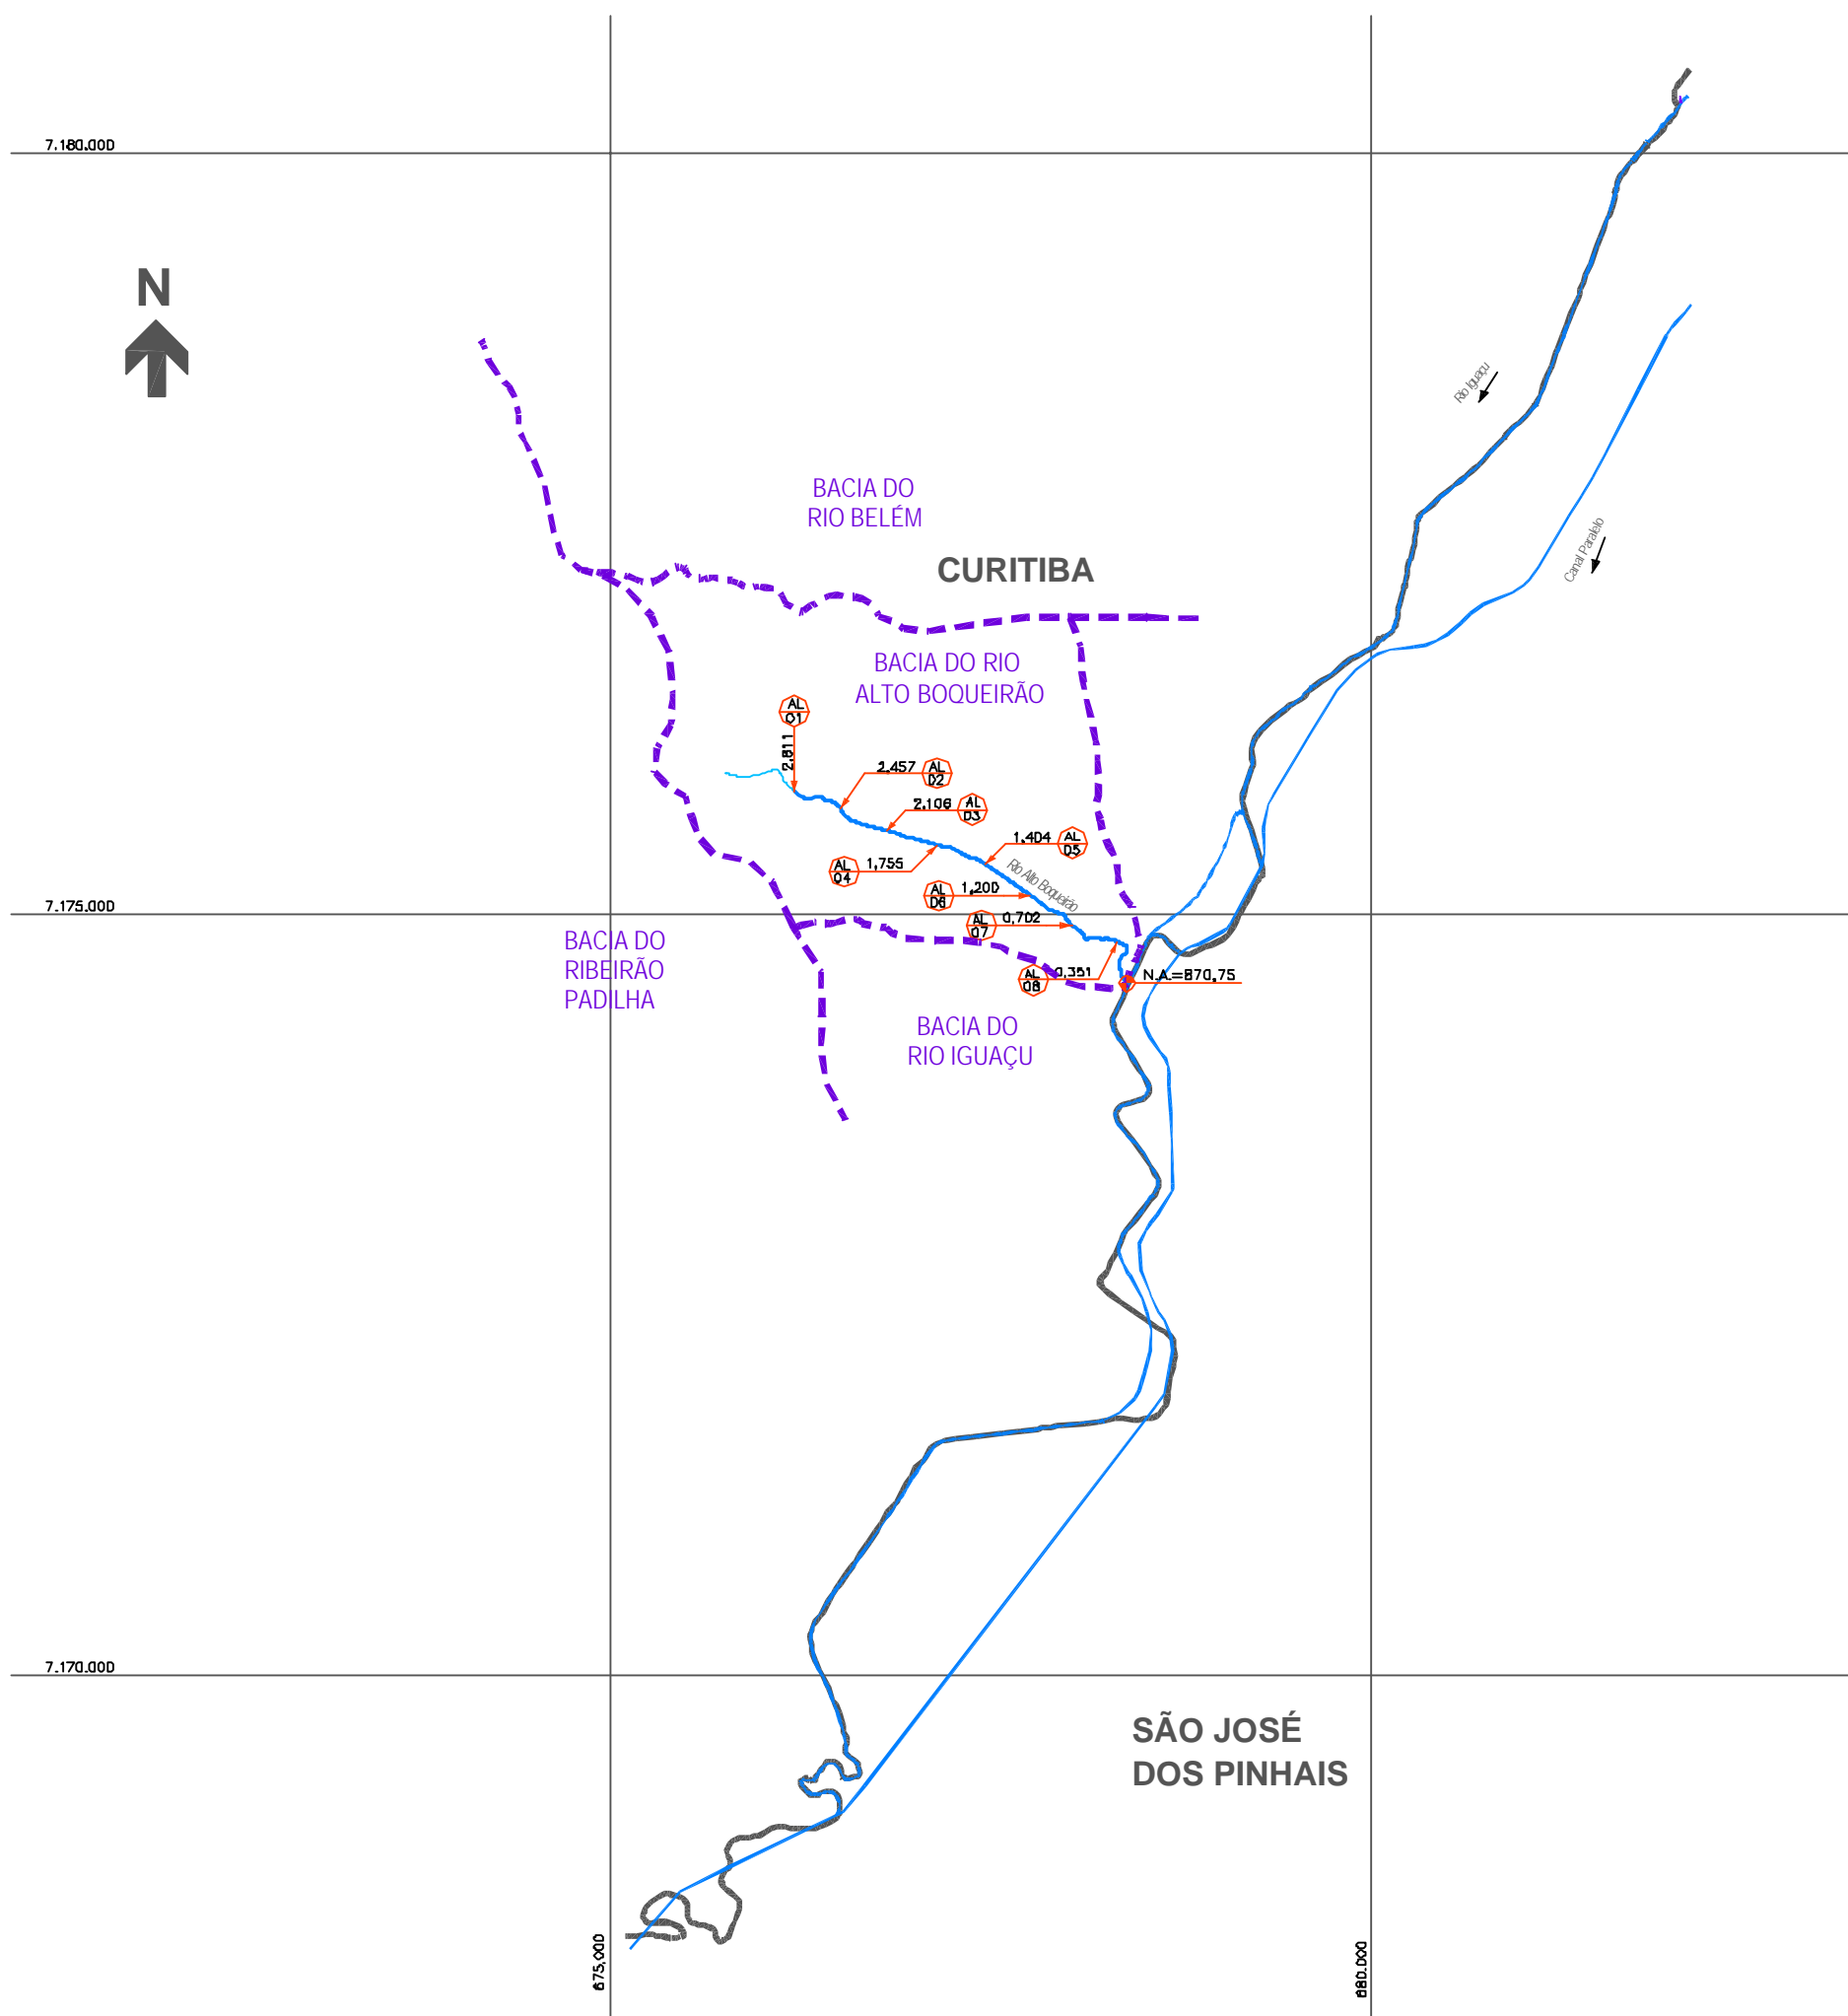 7.180.000
N
Rio Iguaçu
BACIA DO
RIO BELÉM
Canal Paralelo
CURITIBA
BACIA DO RIO
ALTO BOQUEIRÃO
AL
01
2,811
2,457
AL
02
2,106
AL
03
1,404
AL
05
AL
04
1,755
Rio Alto Boqueirão
AL
06
1,200
7.175.000
AL
07
0,702
BACIA DO
RIBEIRÃO
PADILHA
AL
08
0,351
N.A.=870,75
BACIA DO
RIO IGUAÇU
7.170.000
SÃO JOSÉ
DOS PINHAIS
675.000
680.000